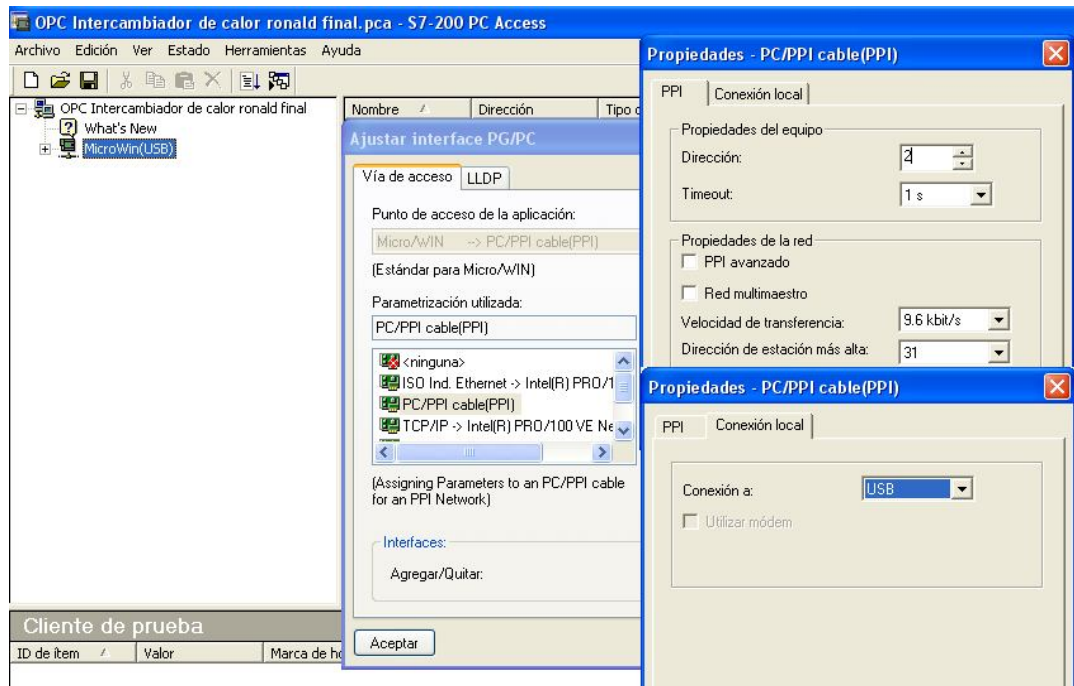 OPC Intercambiador de calor ronald final.pca - S7-200 PC Access
Archivo Edición Ver Estado Herramientas Ayuda
OPC Intercambiador de calor ronald final
What's New
MicroWin(USB)
Nombre Dirección Tipo
Ajustar interface PG/PC
Vía de acceso LLDP
Punto de acceso de la aplicación:
Micro/WIN --> PC/PPI cable(PPI)
(Estándar para Micro/WIN)
Parametrización utilizada:
PC/PPI cable(PPI)
<ninguna>
ISO Ind. Ethernet -> Intel(R) PRO/1
PC/PPI cable(PPI)
TCP/IP -> Intel(R) PRO/100 VE Ne
(Assigning Parameters to an PC/PPI cable
for an PPI Network)
Interfaces:
Agregar/Quitar:
Aceptar
Cliente de prueba
ID de ítem Valor Marca de
Propiedades - PC/PPI cable(PPI)
PPI Conexión local
Propiedades del equipo
Dirección: 2
Timeout: 1 s
Propiedades de la red
PPI avanzado
Red multimaestro
Velocidad de transferencia: 9.6 kbit/s
Dirección de estación más alta: 31
Propiedades - PC/PPI cable(PPI)
PPI Conexión local
Conexión a: USB
Utilizar módem